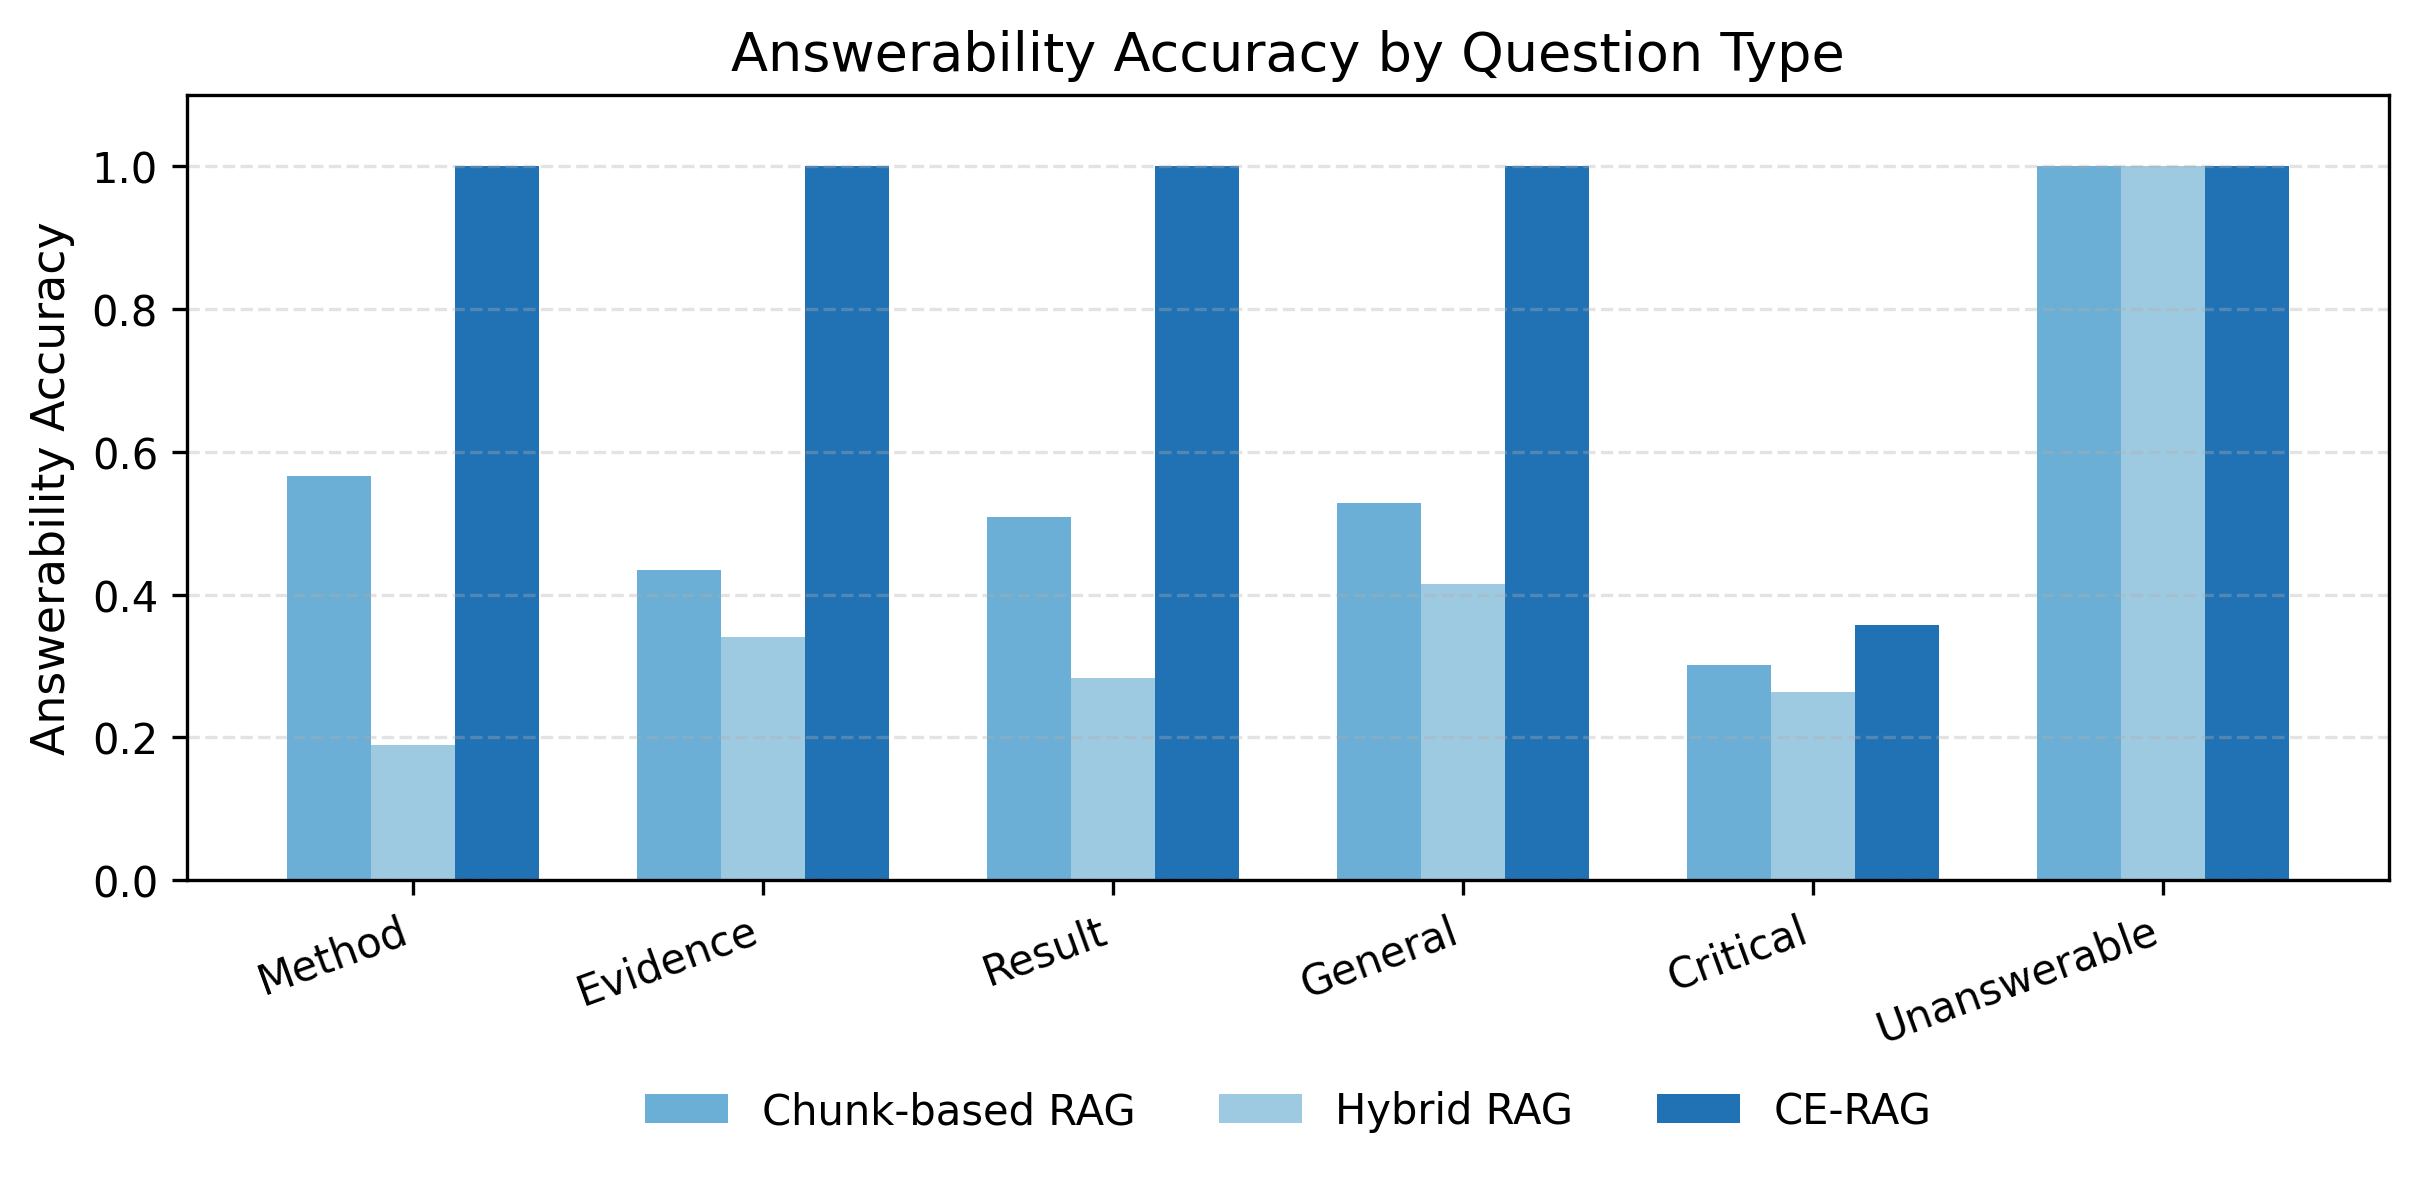 Answerability Accuracy by Question Type
Answerability Accuracy
1.0
0.8
0.6
0.4
0.2
0.0
Method
Evidence
Result
General
Critical
Unanswerable
Chunk-based RAG
Hybrid RAG
CE-RAG